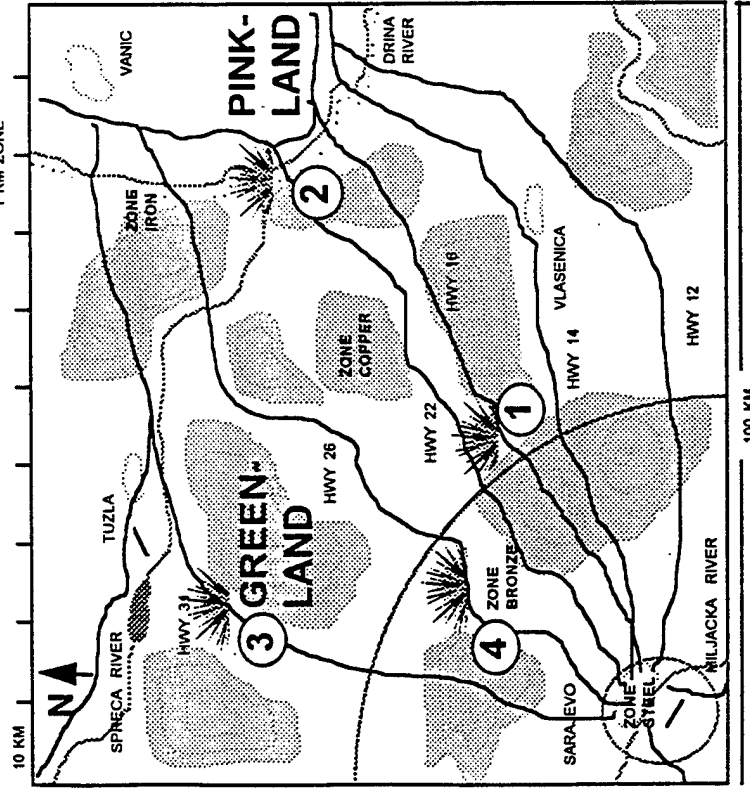 10 KM
1 KM ZONE
N
SPRECA RIVER
TUZLA
VANIC
HWY 31
ZONE
IRON
PINK-
LAND
GREEN-
LAND
3
2
DRINA
RIVER
HWY 26
ZONE
COPPER
HWY 22
HWY 16
ZONE
BRONZE
4
1
VLASENICA
HWY 14
SARAJEVO
ZONE
STEEL
HWY 12
MILJACKA RIVER
100 KM